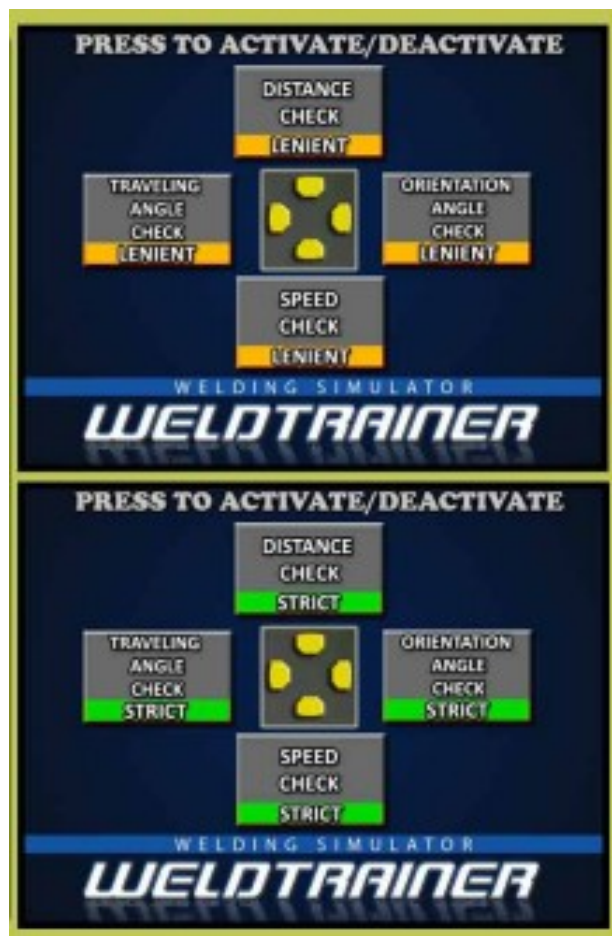 PRESS TO ACTIVATE/DEACTIVATE
DISTANCE
CHECK
LENIENT
TRAVELING
ANGLE
CHECK
LENIENT
ORIENTATION
ANGLE
CHECK
LENIENT
SPEED
CHECK
LENIENT
WELDING SIMULATOR
WELDTRAINER
PRESS TO ACTIVATE/DEACTIVATE
DISTANCE
CHECK
STRICT
TRAVELING
ANGLE
CHECK
STRICT
ORIENTATION
ANGLE
CHECK
STRICT
SPEED
CHECK
STRICT
WELDING SIMULATOR
WELDTRAINER